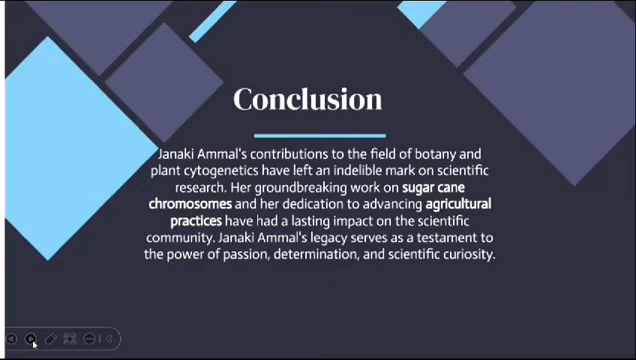 Conclusion
Janaki Ammal's contributions to the field of botany and
plant cytogenetics have left an indelible mark on scientific
research. Her groundbreaking work on sugar cane
chromosomes and her dedication to advancing agricultural
practices have had a lasting impact on the scientific
community. Janaki Ammal's legacy serves as a testament to
the power of passion, determination, and scientific curiosity.